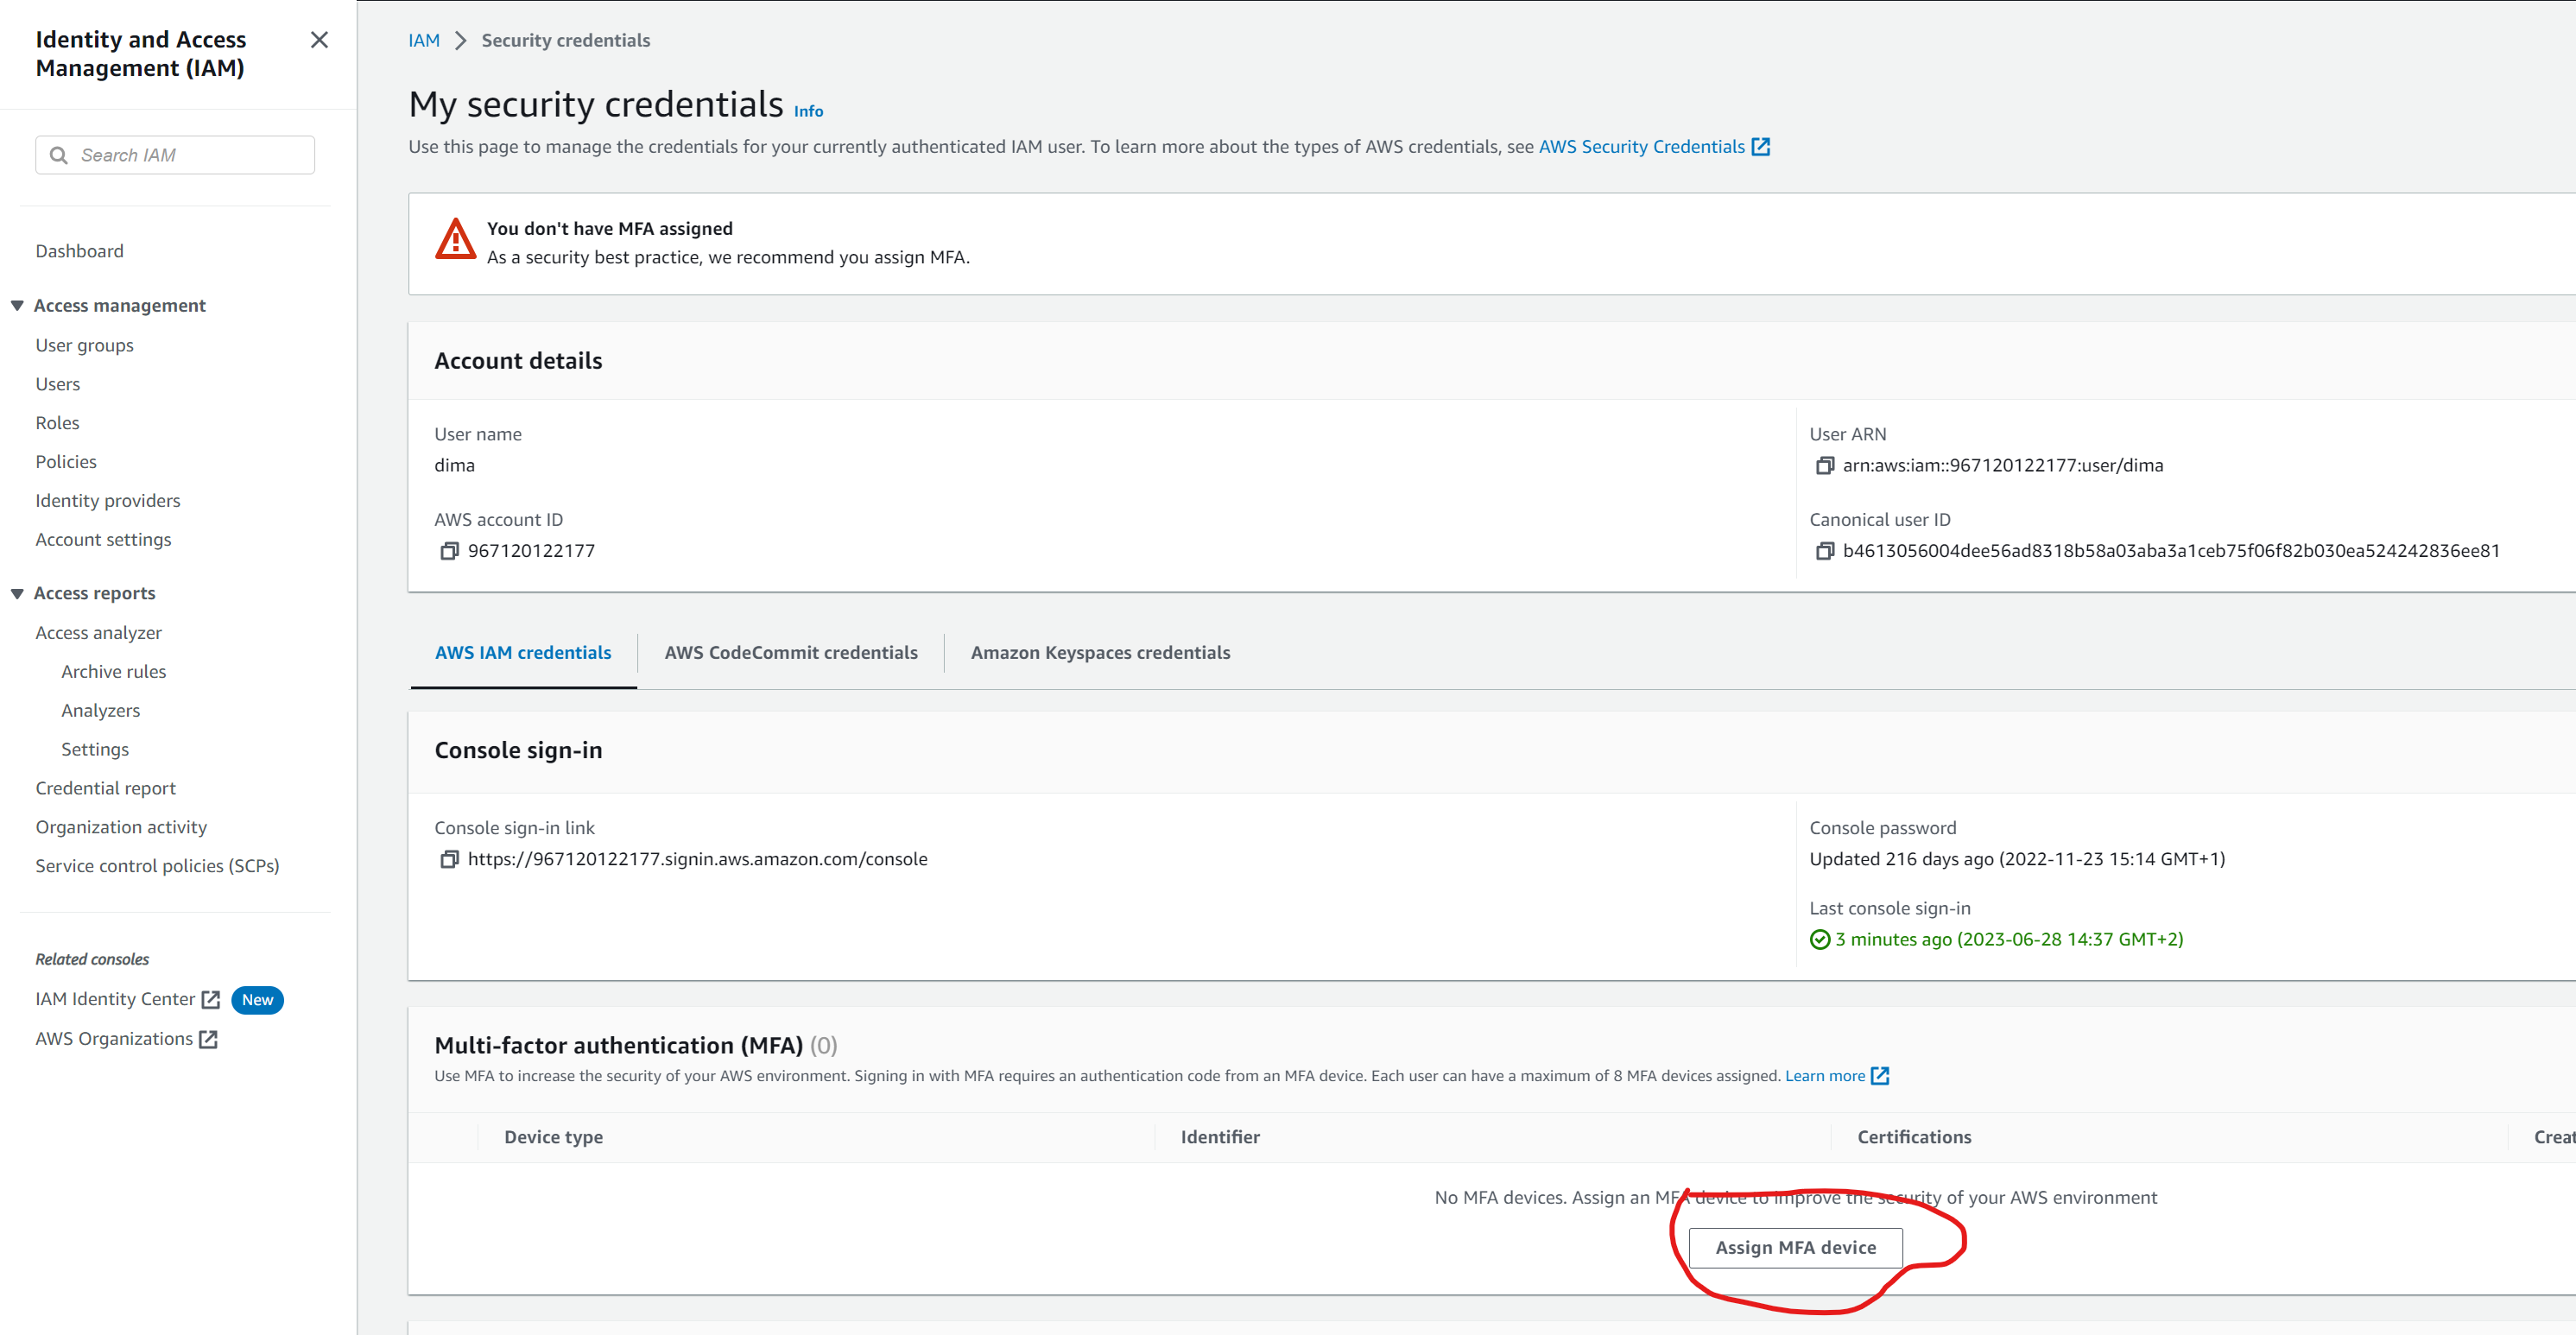 Identity and Access
Management (IAM)
Search IAM
Dashboard
Access management
User groups
Users
Roles
Policies
Identity providers
Account settings
Access reports
Access analyzer
Archive rules
Analyzers
Settings
Credential report
Organization activity
Service control policies (SCPs)
Related consoles
IAM Identity Center New
AWS Organizations
IAM > Security credentials
My security credentials Info
Use this page to manage the credentials for your currently authenticated IAM user. To learn more about the types of AWS credentials, see AWS Security Credentials
You don't have MFA assigned
As a security best practice, we recommend you assign MFA.
Account details
User name
dima
User ARN
arn:aws:iam::967120122177:user/dima
AWS account ID
967120122177
Canonical user ID
b4613056004dee56ad8318b58a03aba3a1ceb75f06f82b030ea524242836ee81
AWS IAM credentials
AWS CodeCommit credentials
Amazon Keyspaces credentials
Console sign-in
Console sign-in link
https://967120122177.signin.aws.amazon.com/console
Console password
Updated 216 days ago (2022-11-23 15:14 GMT+1)
Last console sign-in
3 minutes ago (2023-06-28 14:37 GMT+2)
Multi-factor authentication (MFA) (0)
Use MFA to increase the security of your AWS environment. Signing in with MFA requires an authentication code from an MFA device. Each user can have a maximum of 8 MFA devices assigned. Learn more
Device type
Identifier
Certifications
Creat
No MFA devices. Assign an MFA device to improve the security of your AWS environment
Assign MFA device